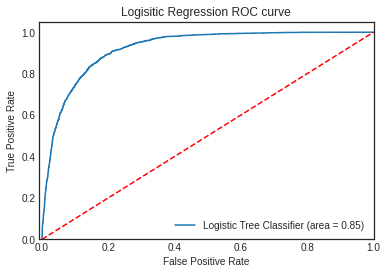 Logisitic Regression ROC curve
1.0
0.8
0.6
0.4
0.2
0.0
True Positive Rate
Logistic Tree Classifier (area = 0.85)
0.0 0.2 0.4 0.6 0.8 1.0
False Positive Rate